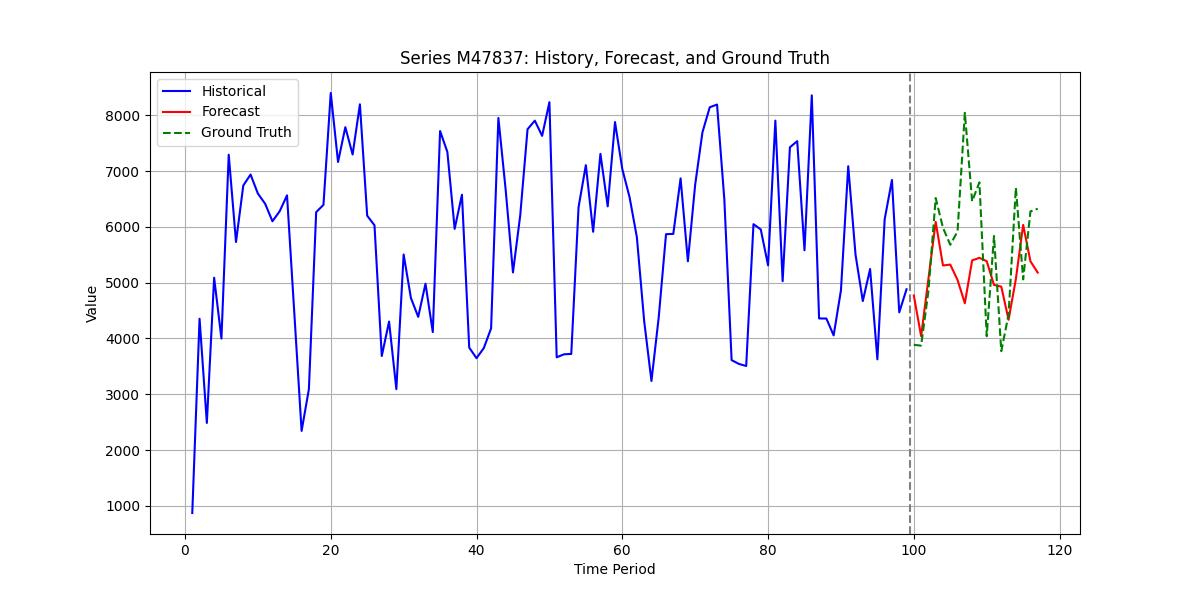 Series M47837: History, Forecast, and Ground Truth
Historical
Forecast
Ground Truth
8000
7000
6000
5000
4000
3000
2000
1000
Value
0
20
40
60
80
100
120
Time Period